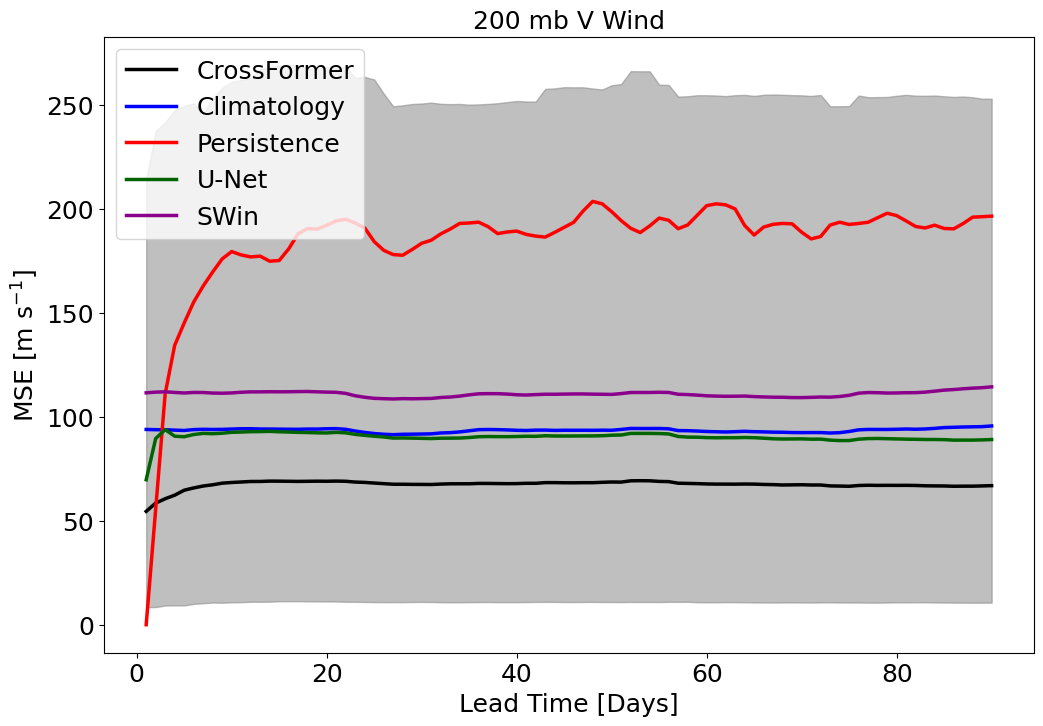 200 mb V Wind
CrossFormer
Climatology
Persistence
U-Net
SWin
MSE [m s⁻¹]
250
200
150
100
50
0
0 20 40 60 80
Lead Time [Days]